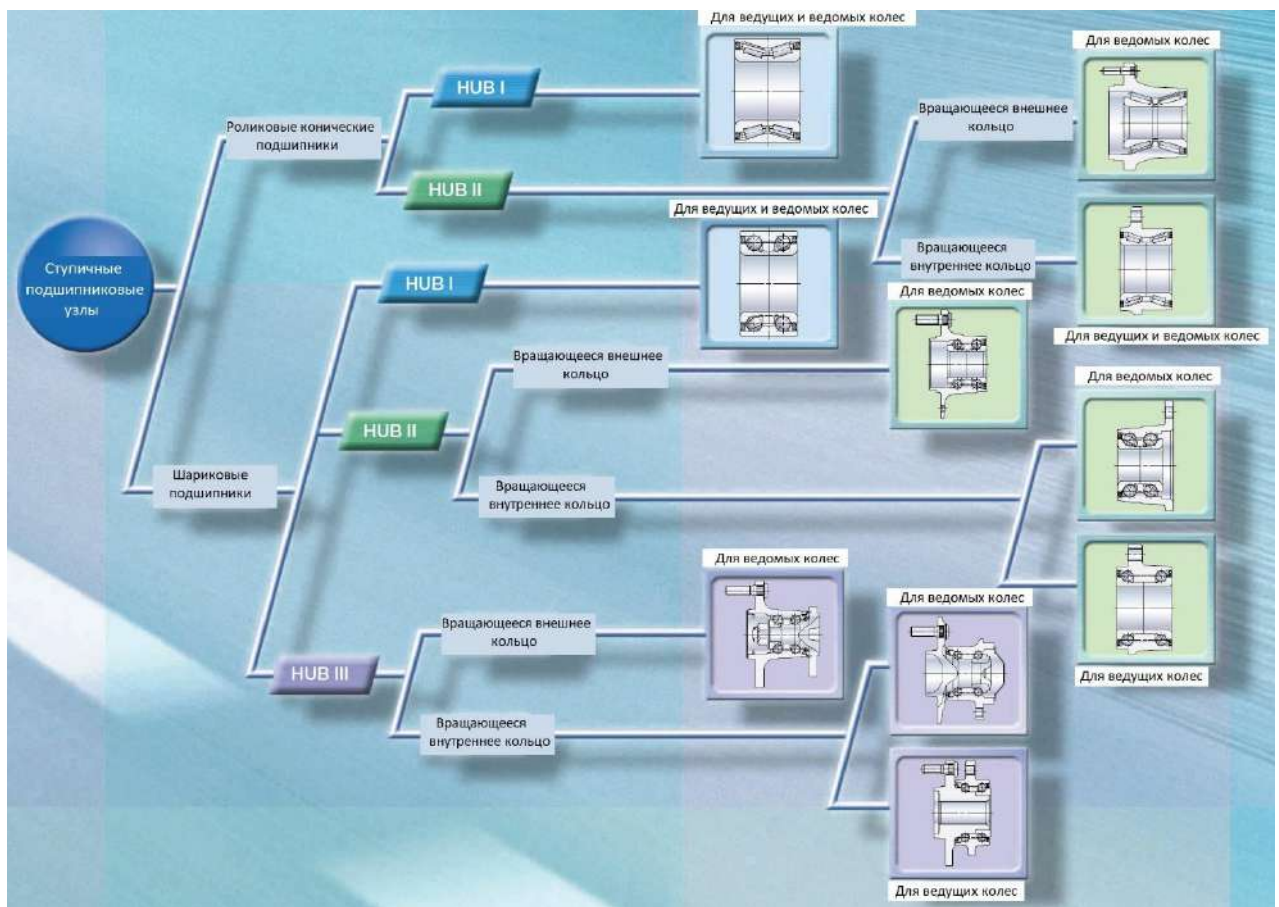 Для ведущих и ведомых колес
Для ведомых колес
HUB I
Вращающееся внешнее
кольцо
Роликовые конические
подшипники
HUB II
Для ведущих и ведомых колес
Вращающееся
внутреннее кольцо
Ступичные
подшипниковые
узлы
HUB I
Для ведомых колес
Для ведущих и ведомых колес
Вращающееся внешнее
кольцо
Для ведомых колес
HUB II
Шариковые
подшипники
Вращающееся
внутреннее кольцо
Для ведомых колес
Для ведомых колес
Вращающееся внешнее
кольцо
HUB III
Для ведущих колес
Вращающееся
внутреннее кольцо
Для ведущих колес